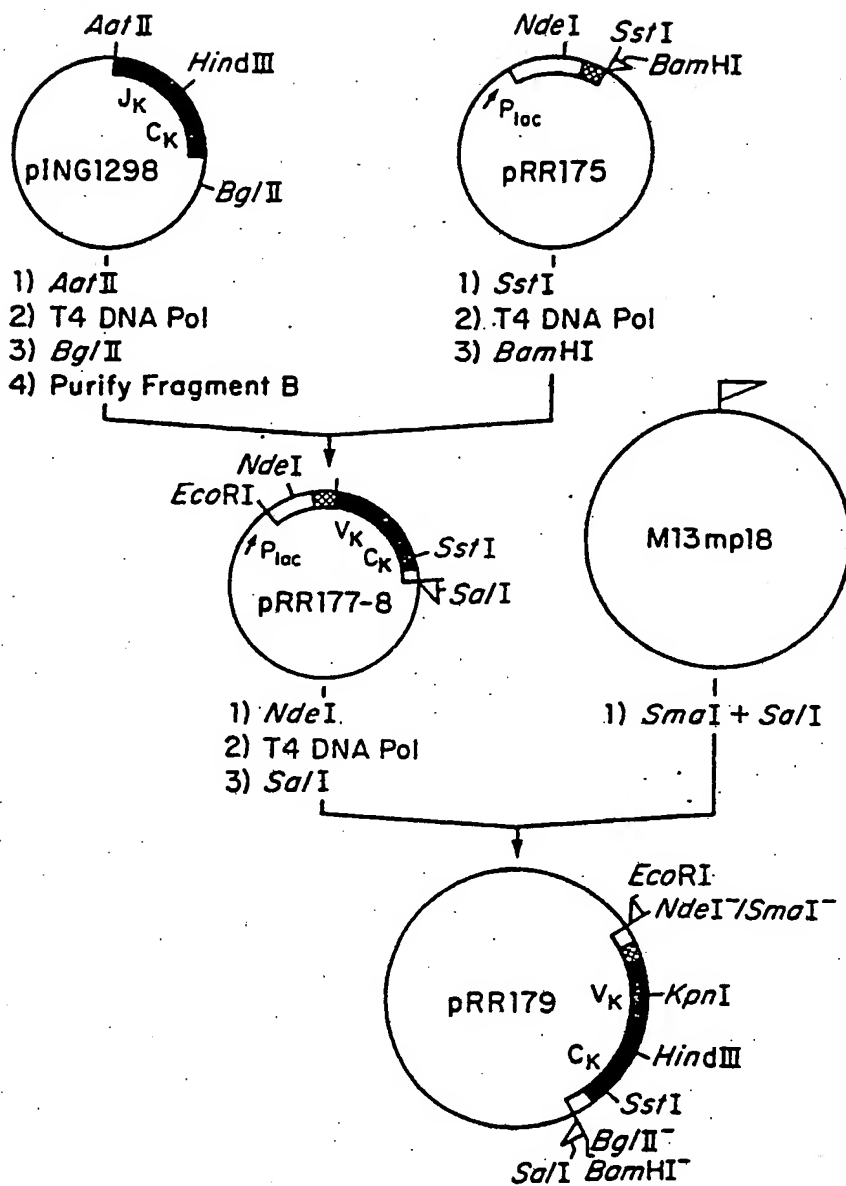 AatII
HindIII
JK
CK
pING1298
BglII
1) AatII
2) T4 DNA Pol
3) BglII
4) Purify Fragment B
NdeI
SstI
BamHI
Plac
pRR175
1) SstI
2) T4 DNA Pol
3) BamHI
NdeI
EcoRI
Plac
VK
CK
SstI
SalI
pRR177-8
M13mp18
1) NdeI
2) T4 DNA Pol
3) SalI
1) SmaI + SalI
EcoRI
NdeI⁻/SmaI⁻
VK
KpnI
pRR179
CK
HindIII
SstI
BglII⁻
SalI BamHI⁻